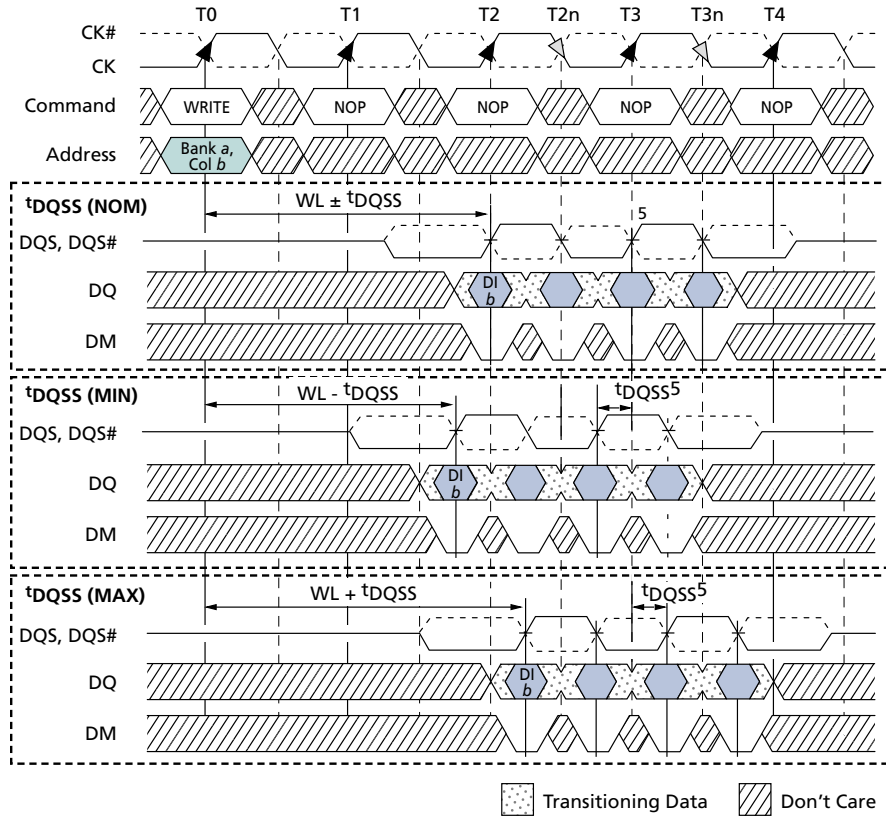 T0 T1 T2 T2n T3 T3n T4
CK#
CK
Command WRITE NOP NOP NOP NOP
Address Bank a, Col b
tDQSS (NOM) WL ± tDQSS
DQS, DQS# 5
DQ DI b
DM
tDQSS (MIN) WL - tDQSS tDQSS5
DQS, DQS#
DQ DI b
DM
tDQSS (MAX) WL + tDQSS tDQSS5
DQS, DQS#
DQ DI b
DM
Transitioning Data Don't Care